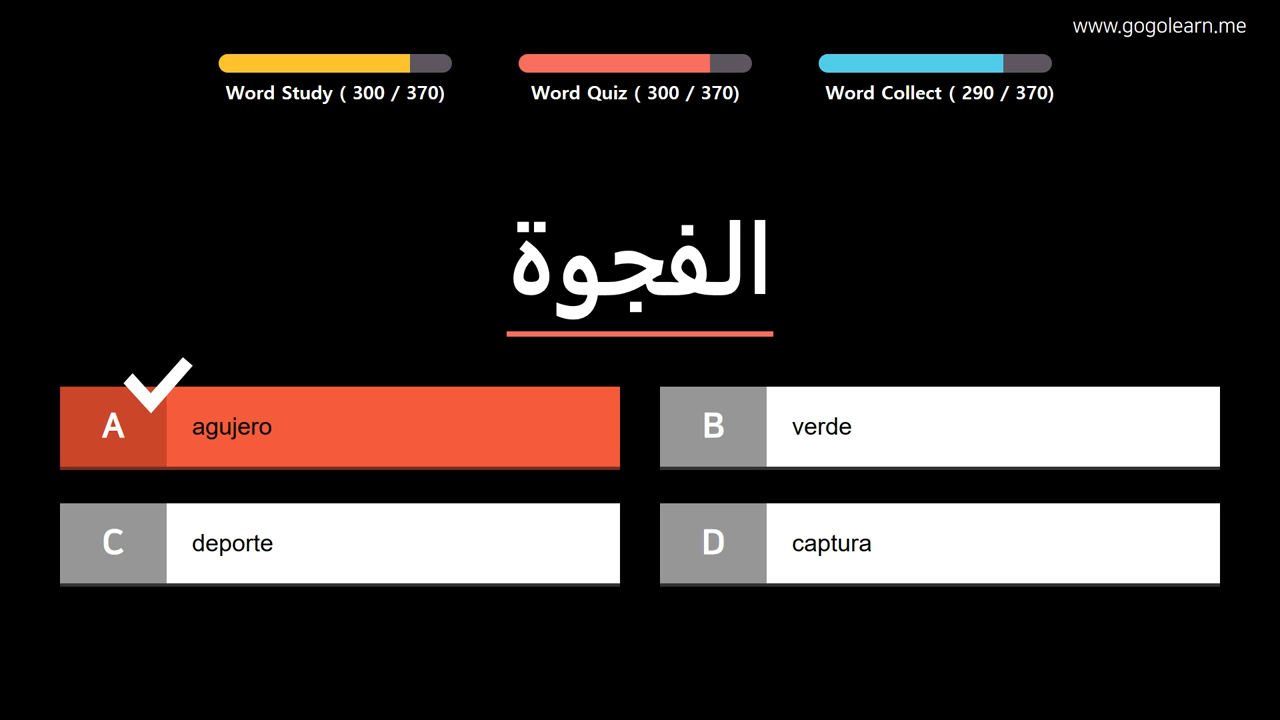 www.gogolearn.me
Word Study ( 300 / 370)
Word Quiz ( 300 / 370)
Word Collect ( 290 / 370)
الفجوة
A agujero
B verde
C deporte
D captura